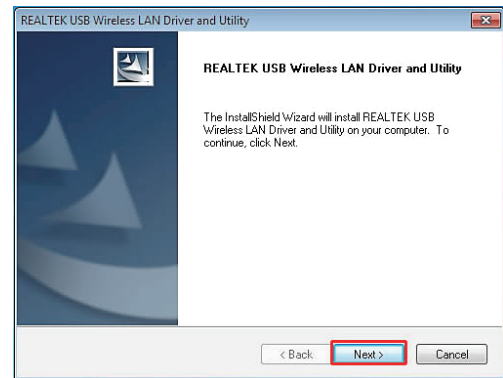 REALTEK USB Wireless LAN Driver and Utility
REALTEK USB Wireless LAN Driver and Utility
The InstallShield Wizard will install REALTEK USB
Wireless LAN Driver and Utility on your computer. To
continue, click Next.
< Back
Next >
Cancel